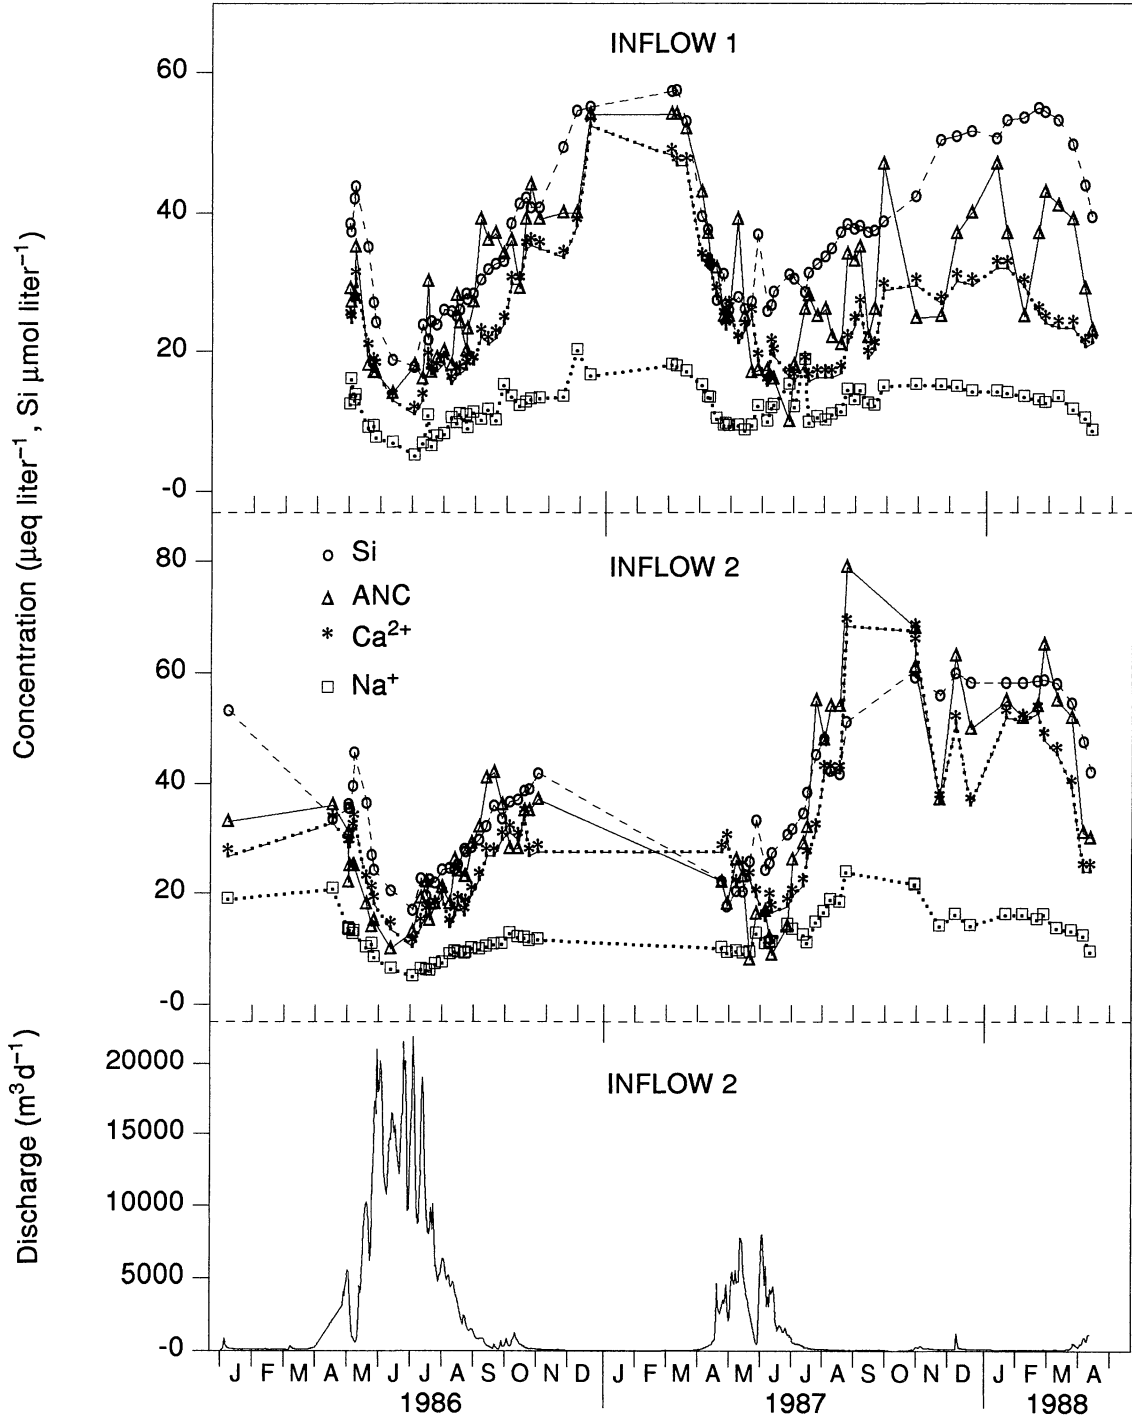 INFLOW 1
60
40
20
-0
Concentration (μeq liter⁻¹, Si μmol liter⁻¹)
INFLOW 2
Si
ANC
Ca²⁺
Na⁺
80
60
40
20
-0
INFLOW 2
Discharge (m³d⁻¹)
20000
15000
10000
5000
-0
J F M A M J J A S O N D J F M A M J J A S O N D J F M A
1986 1987 1988